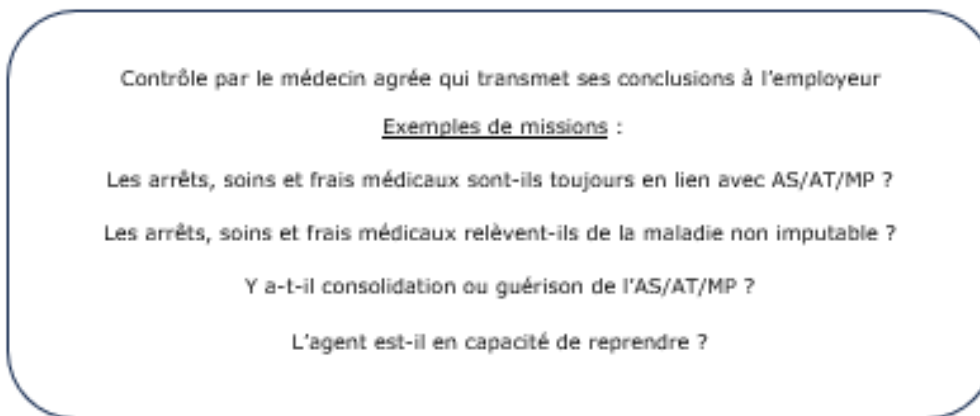 Contrôle par le médecin agrée qui transmet ses conclusions à l'employeur
Exemples de missions :
Les arrêts, soins et frais médicaux sont-ils toujours en lien avec AS/AT/MP ?
Les arrêts, soins et frais médicaux relèvent-ils de la maladie non imputable ?
Y a-t-il consolidation ou guérison de l'AS/AT/MP ?
L'agent est-il en capacité de reprendre ?